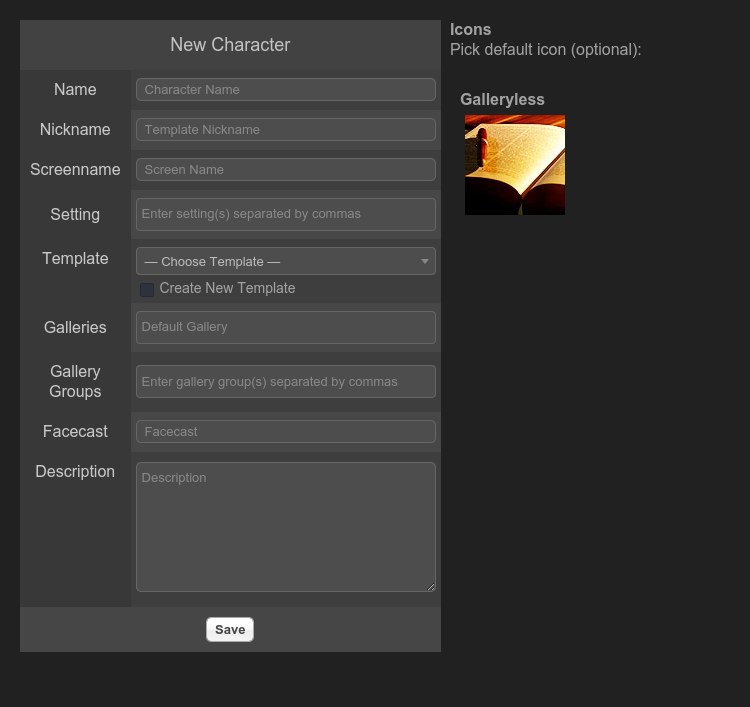 New Character
Name
Character Name
Nickname
Template Nickname
Screenname
Screen Name
Setting
Enter setting(s) separated by commas
Template
— Choose Template —
Create New Template
Galleries
Default Gallery
Gallery
Groups
Enter gallery group(s) separated by commas
Facecast
Facecast
Description
Description
Save
Icons
Pick default icon (optional):
Galleryless